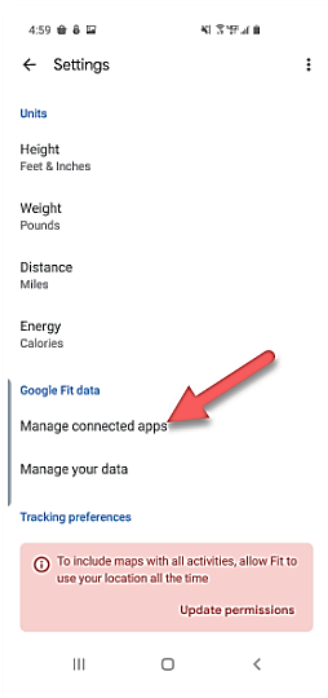 4:59
Settings
Units
Height
Feet & Inches
Weight
Pounds
Distance
Miles
Energy
Calories
Google Fit data
Manage connected apps
Manage your data
Tracking preferences
To include maps with all activities, allow Fit to
use your location all the time
Update permissions